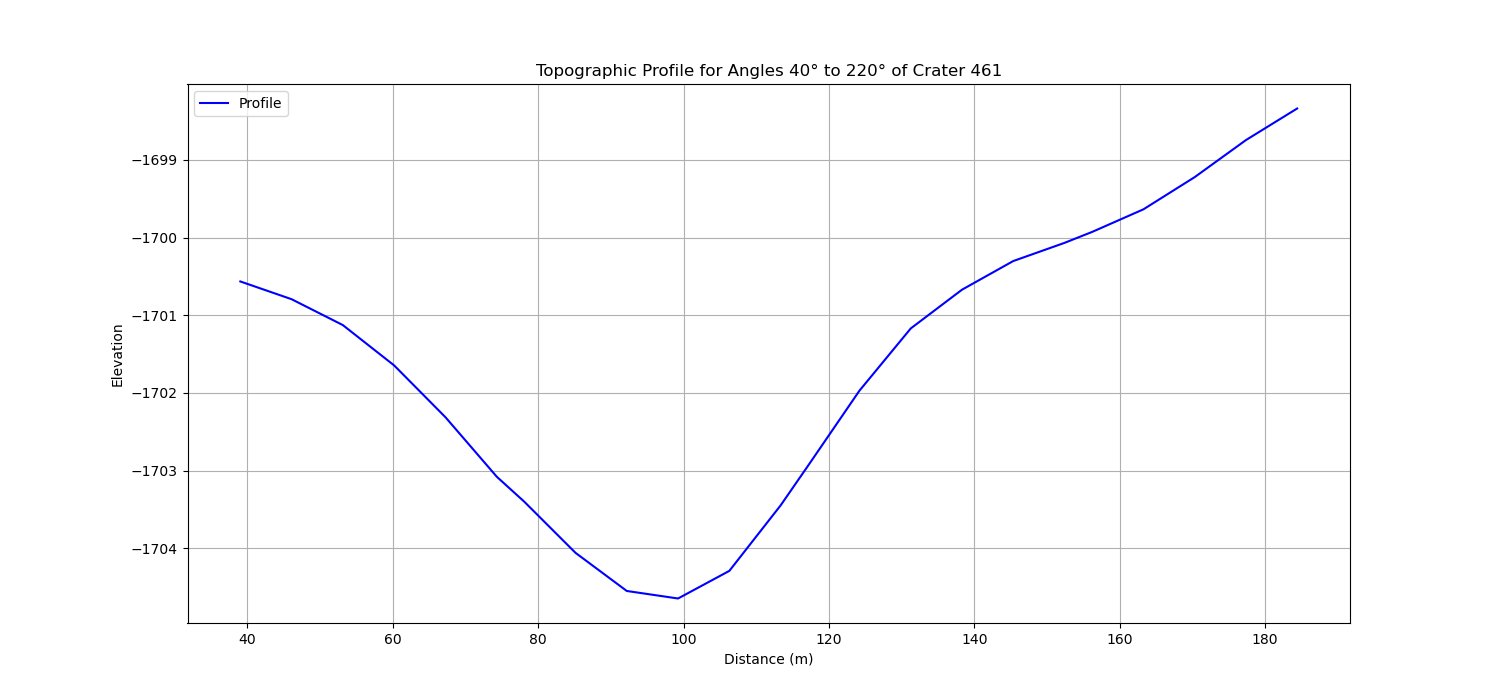 Topographic Profile for Angles 40° to 220° of Crater 461
Profile
Elevation
−1699
−1700
−1701
−1702
−1703
−1704
40 60 80 100 120 140 160 180
Distance (m)